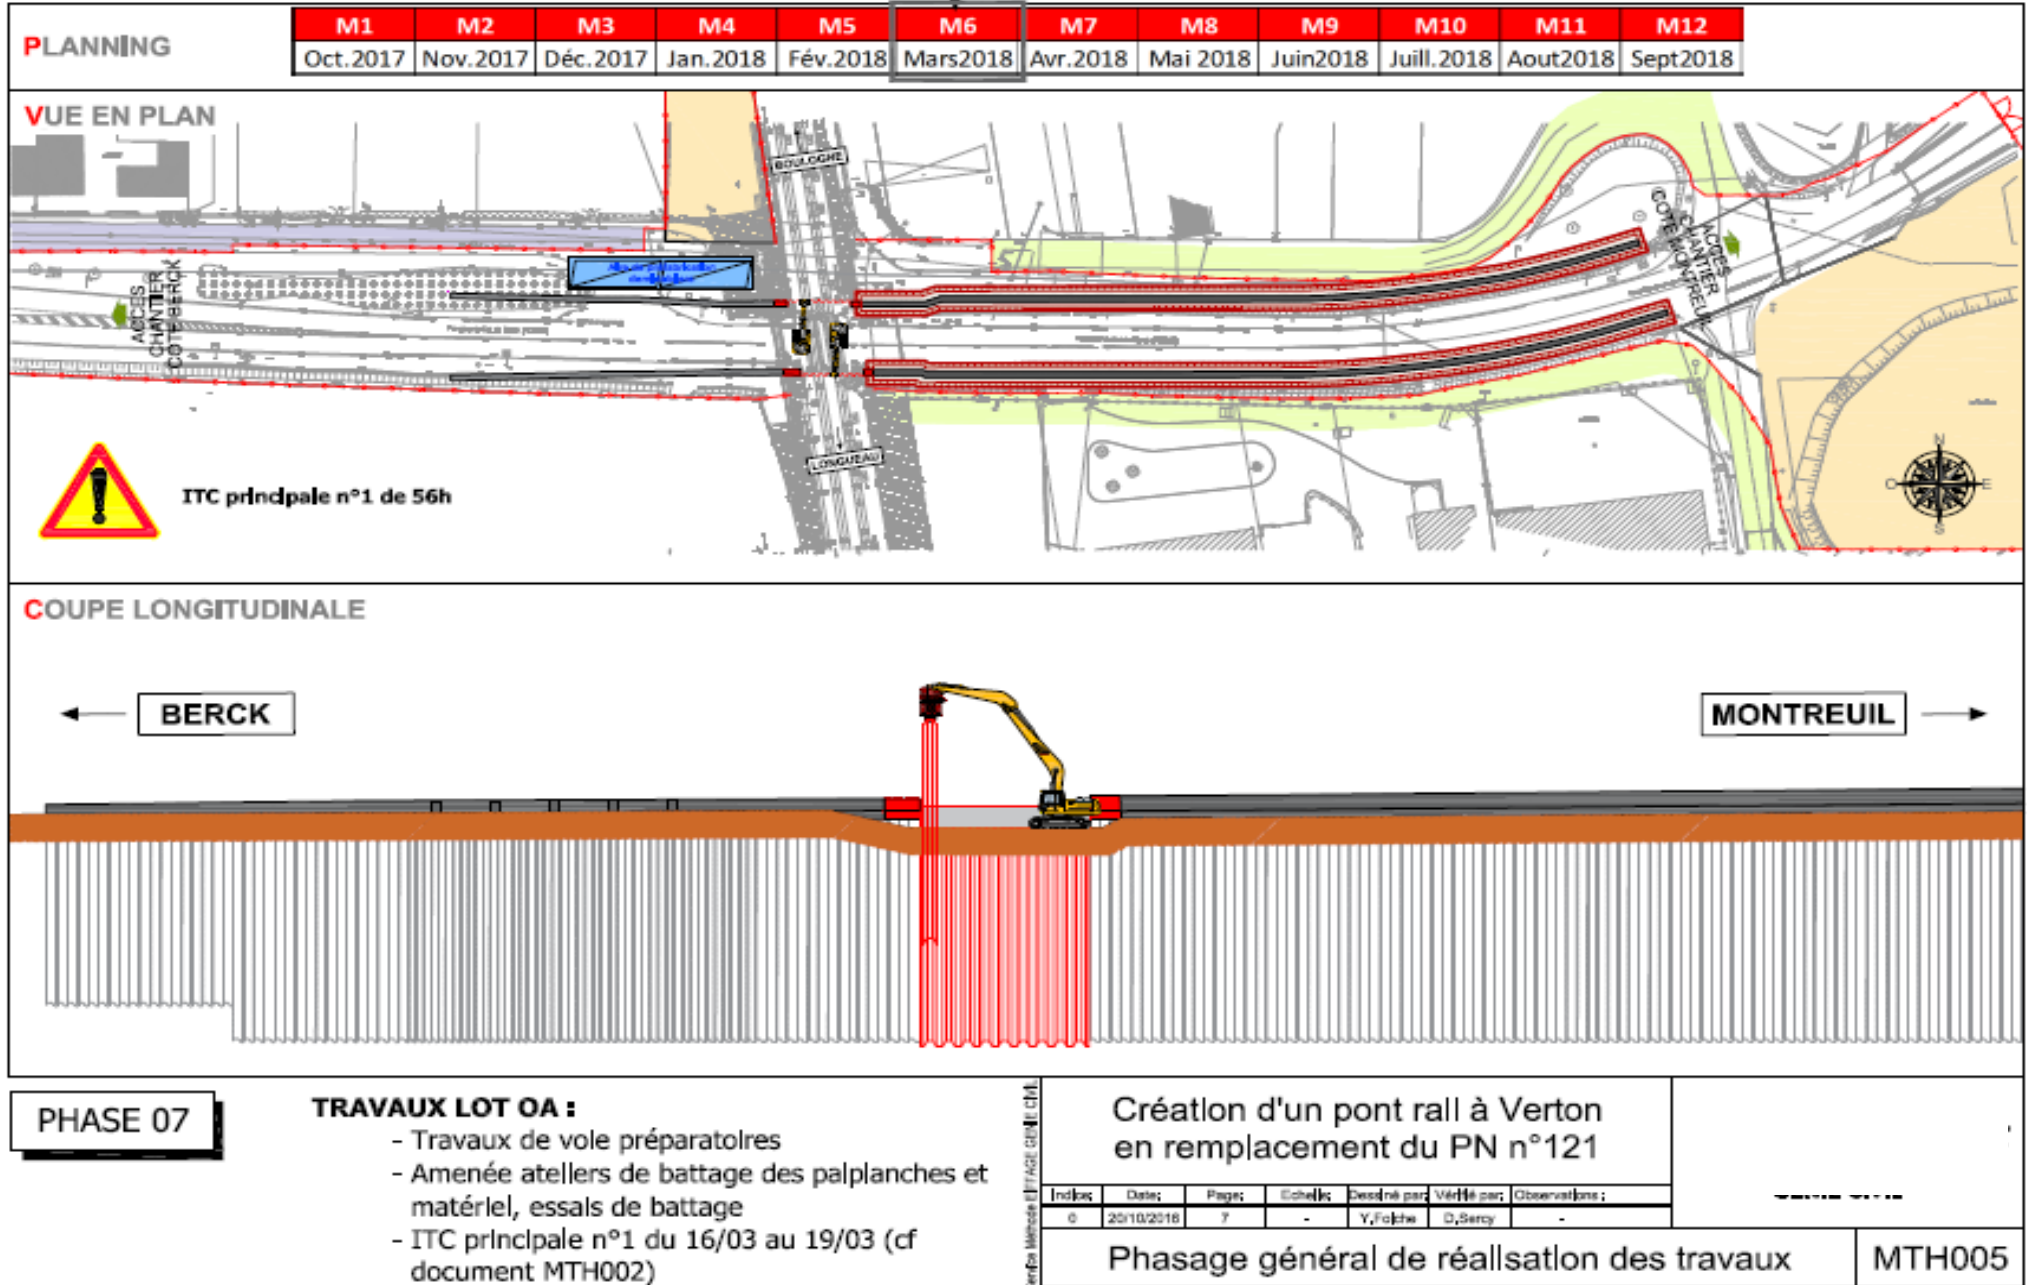 PLANNING
M1 M2 M3 M4 M5 M6 M7 M8 M9 M10 M11 M12
Oct.2017 Nov.2017 Déc.2017 Jan.2018 Fév.2018 Mars2018 Avr.2018 Mai 2018 Juin2018 Juill.2018 Aout2018 Sept2018
VUE EN PLAN
BOULOGNE
ACCES
CHANTIER
COTE BERCK
ACCES
CHANTIER
COTE MONTREUIL
LONGUEAU
N
O E
S
ITC principale n°1 de 56h
COUPE LONGITUDINALE
BERCK
MONTREUIL
PHASE 07
TRAVAUX LOT OA :
- Travaux de voie préparatoires
- Amenée ateliers de battage des palplanches et
matériel, essais de battage
- ITC principale n°1 du 16/03 au 19/03 (cf
document MTH002)
EIFFAGE GENIE CIVIL
Création d'un pont rail à Verton
en remplacement du PN n°121
Indice: Date: Page: Echelle: Dessiné par: Vérifié par: Observations :
0 20/10/2016 7 - Y.Folche D.Sercy -
Phasage général de réalisation des travaux
MTH005